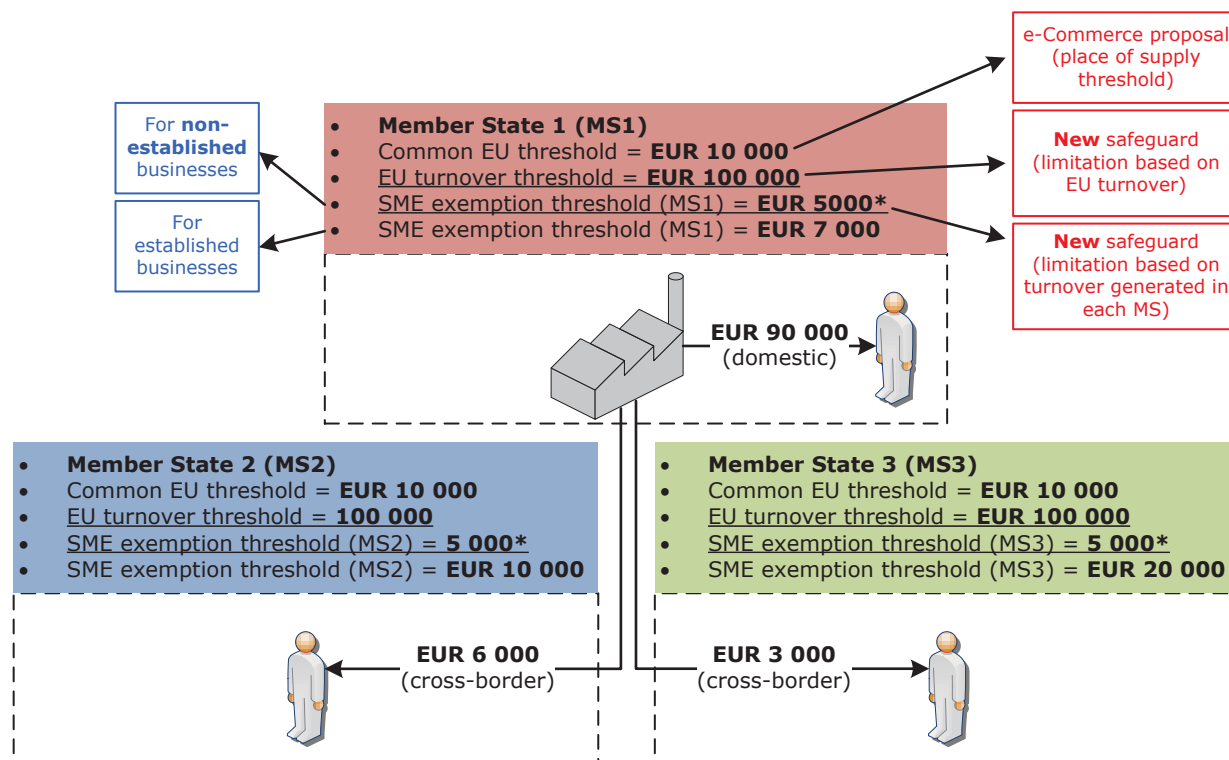 e-Commerce proposal
(place of supply
threshold)
For non-
established
businesses
• Member State 1 (MS1)
• Common EU threshold = EUR 10 000
• EU turnover threshold = EUR 100 000
• SME exemption threshold (MS1) = EUR 5000*
• SME exemption threshold (MS1) = EUR 7 000
New safeguard
(limitation based on
EU turnover)
For
established
businesses
New safeguard
(limitation based on
turnover generated in
each MS)
EUR 90 000
(domestic)
• Member State 2 (MS2)
• Common EU threshold = EUR 10 000
• EU turnover threshold = 100 000
• SME exemption threshold (MS2) = 5 000*
• SME exemption threshold (MS2) = EUR 10 000
• Member State 3 (MS3)
• Common EU threshold = EUR 10 000
• EU turnover threshold = EUR 100 000
• SME exemption threshold (MS3) = 5 000*
• SME exemption threshold (MS3) = EUR 20 000
EUR 6 000
(cross-border)
EUR 3 000
(cross-border)